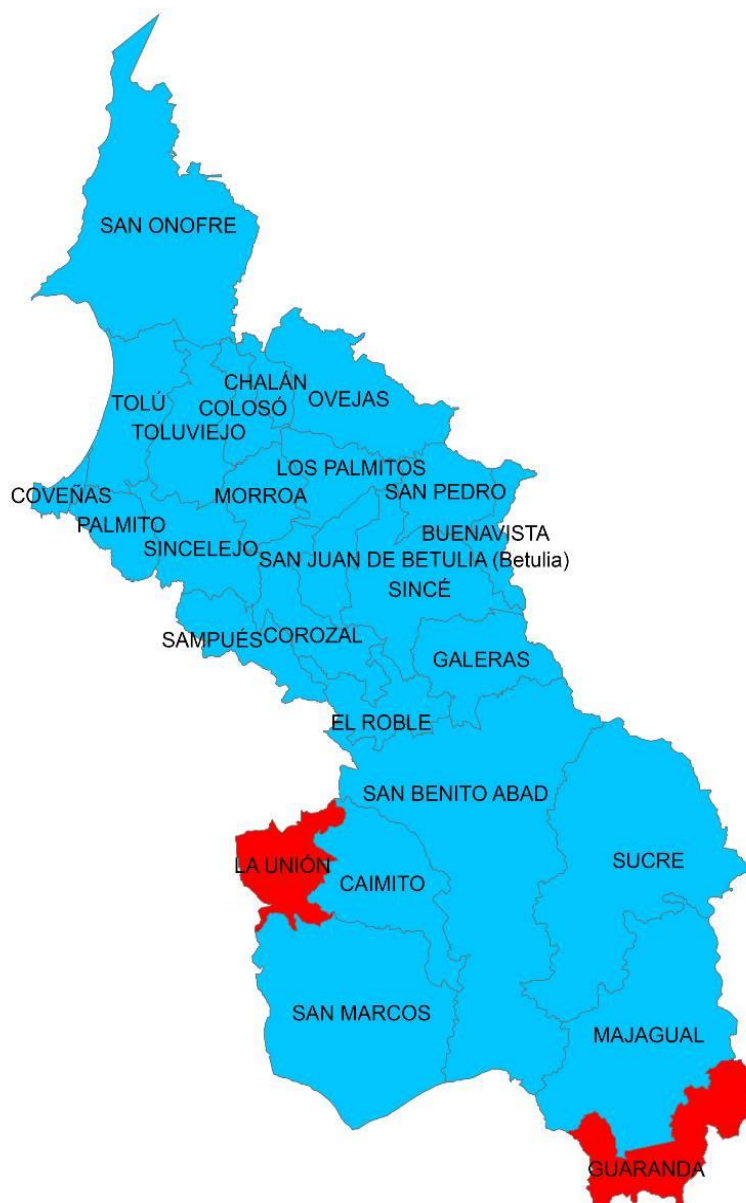 SAN ONOFRE
CHALÁN
TOLÚ
COLOSÓ
OVEJAS
TOLUVIEJO
LOS PALMITOS
COVEÑAS
MORROA
SAN PEDRO
PALMITO
BUENAVISTA
SINCELEJO
SAN JUAN DE BETULIA (Betulia)
SINCÉ
SAMPUÉS
COROZAL
GALERAS
EL ROBLE
SAN BENITO ABAD
LA UNIÓN
CAIMITO
SUCRE
SAN MARCOS
MAJAGUAL
GUARANDA